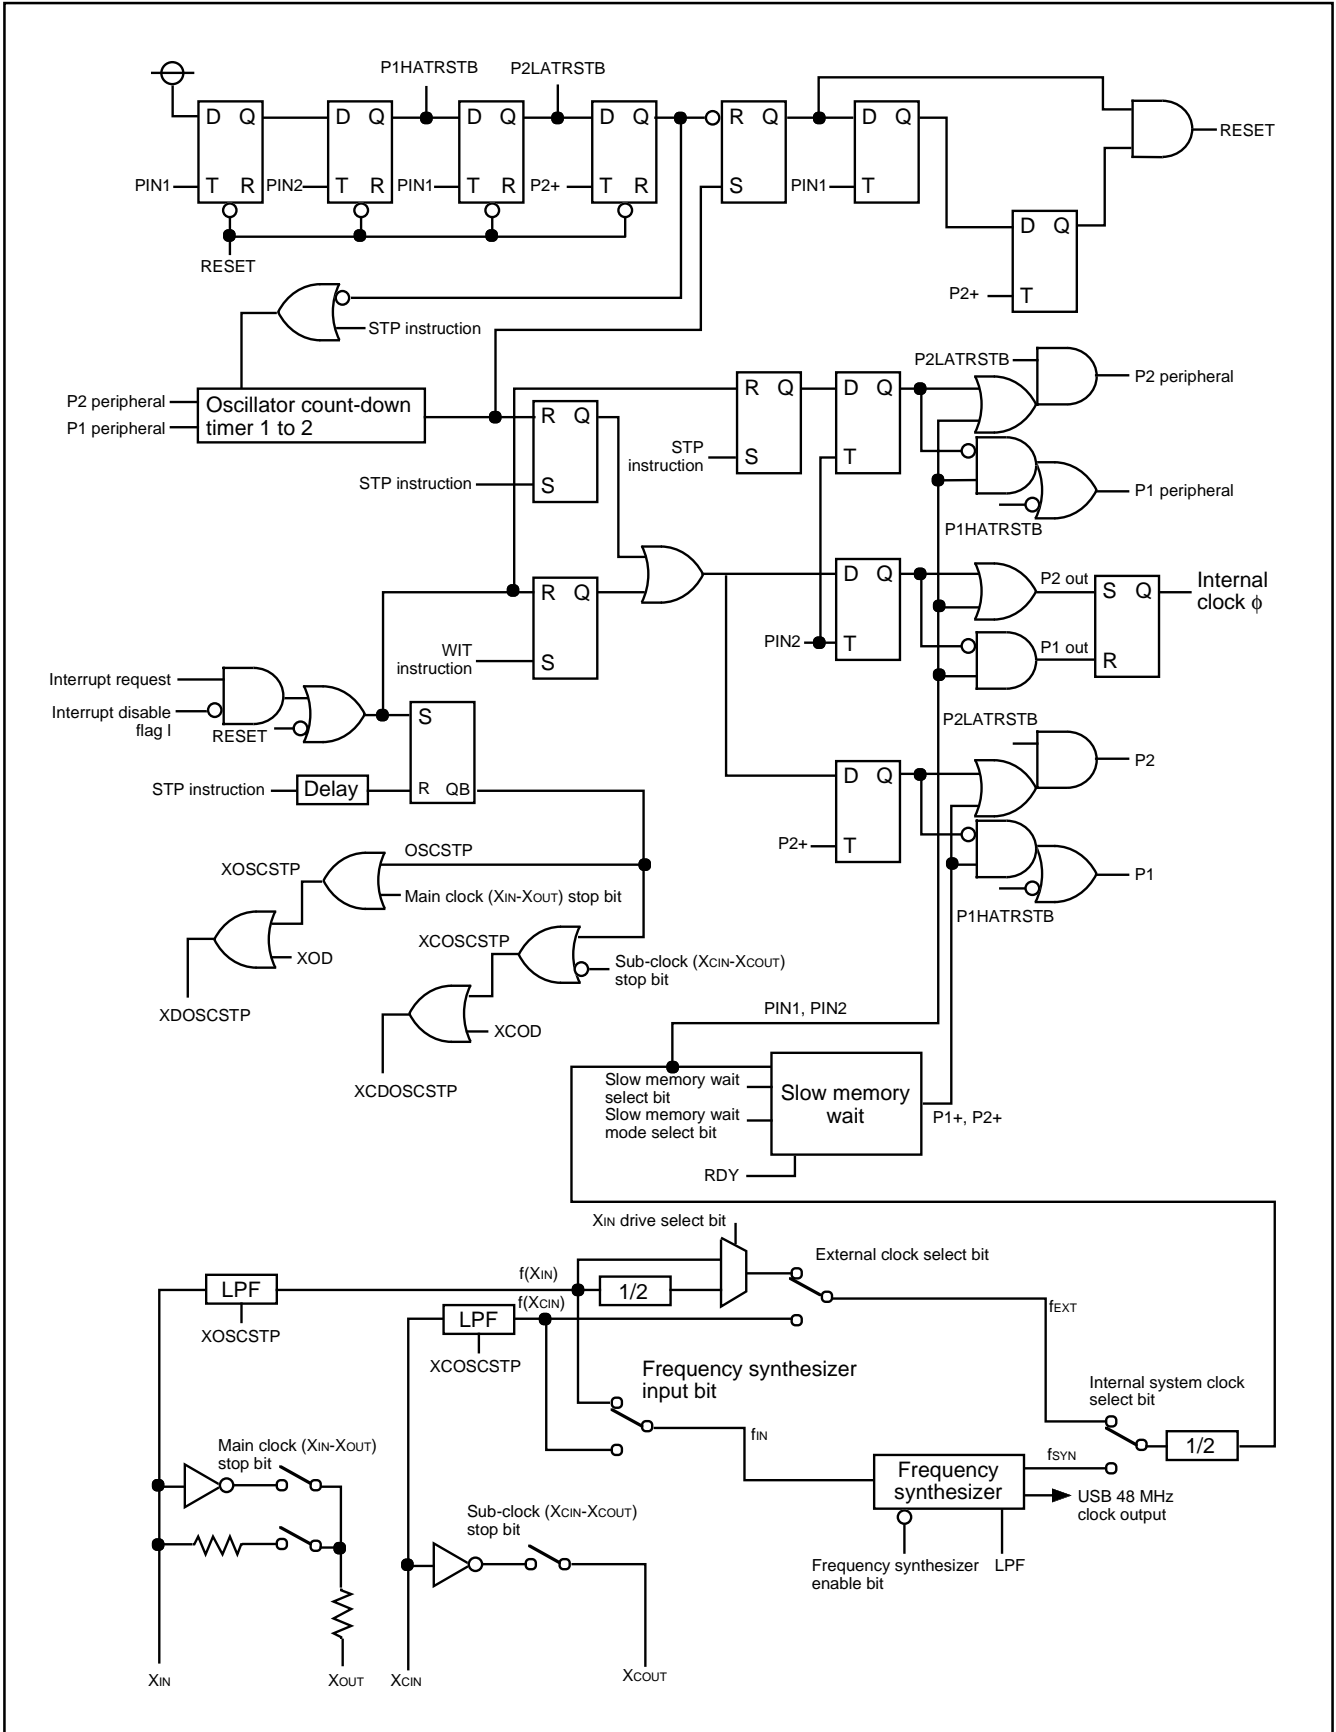 P1HATRSTB P2LATRSTB
D Q D Q D Q D Q R Q D Q
RESET
PIN1 T R PIN2 T R PIN1 T R P2+ T R S PIN1 T
D Q
RESET
P2+ T
STP instruction
P2LATRSTB
P2 peripheral
P2 peripheral
P1 peripheral
Oscillator count-down
timer 1 to 2
R Q
R Q
D Q
STP
instruction
S
T
STP instruction
S
P1 peripheral
P1HATRSTB
D Q
P2 out
S Q
Internal
clock ϕ
R Q
PIN2
T
P1 out
R
WIT
instruction
S
Interrupt request
Interrupt disable
flag I
RESET
S
P2LATRSTB
P2
STP instruction
Delay
R QB
D Q
P2+
T
OSCSTP
XOSCSTP
Main clock (XIN-XOUT) stop bit
P1
P1HATRSTB
XCOSCSTP
XOD
Sub-clock (XCIN-XCOUT)
stop bit
XDOSCSTP
XCOD
PIN1, PIN2
XCDOSCSTP
Slow memory wait
select bit
Slow memory wait
mode select bit
Slow memory
wait
P1+, P2+
RDY
XIN drive select bit
External clock select bit
f(XIN)
LPF
1/2
f(XCIN)
fEXT
XOSCSTP
LPF
XCOSCSTP
Frequency synthesizer
input bit
Internal system clock
select bit
fIN
1/2
Main clock (XIN-XOUT)
stop bit
fSYN
Frequency
synthesizer
USB 48 MHz
clock output
Sub-clock (XCIN-XCOUT)
stop bit
Frequency synthesizer
enable bit
LPF
XIN
XOUT
XCIN
XCOUT